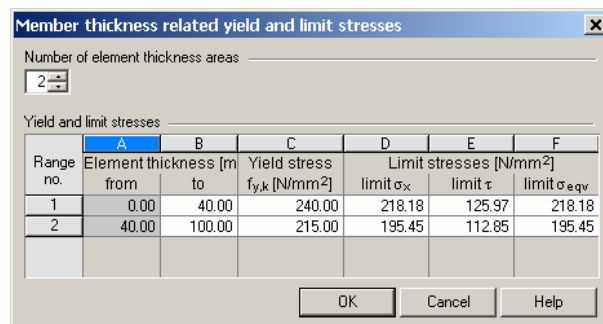 Member thickness related yield and limit stresses
Number of element thickness areas
2
Yield and limit stresses
A B C D E F
Range no. Element thickness [m Yield stress Limit stresses [N/mm²]
from to fy,k [N/mm²] limit σx limit τ limit σeqv
1 0.00 40.00 240.00 218.18 125.97 218.18
2 40.00 100.00 215.00 195.45 112.85 195.45
OK Cancel Help